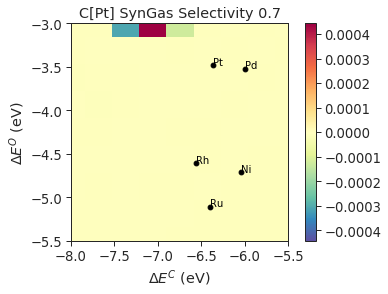 C[Pt] SynGas Selectivity 0.7
−3.0
−3.5
−4.0
−4.5
−5.0
−5.5
ΔE^O (eV)
Pt
Pd
Rh
Ni
Ru
−8.0 −7.5 −7.0 −6.5 −6.0 −5.5
ΔE^C (eV)
0.0004
0.0003
0.0002
0.0001
0.0000
−0.0001
−0.0002
−0.0003
−0.0004